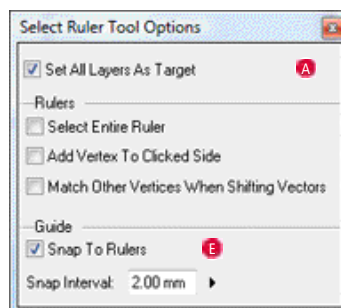 Select Ruler Tool Options
Set All Layers As Target A
Rulers
Select Entire Ruler
Add Vertex To Clicked Side
Match Other Vertices When Shifting Vectors
Guide
Snap To Rulers E
Snap Interval: 2.00 mm